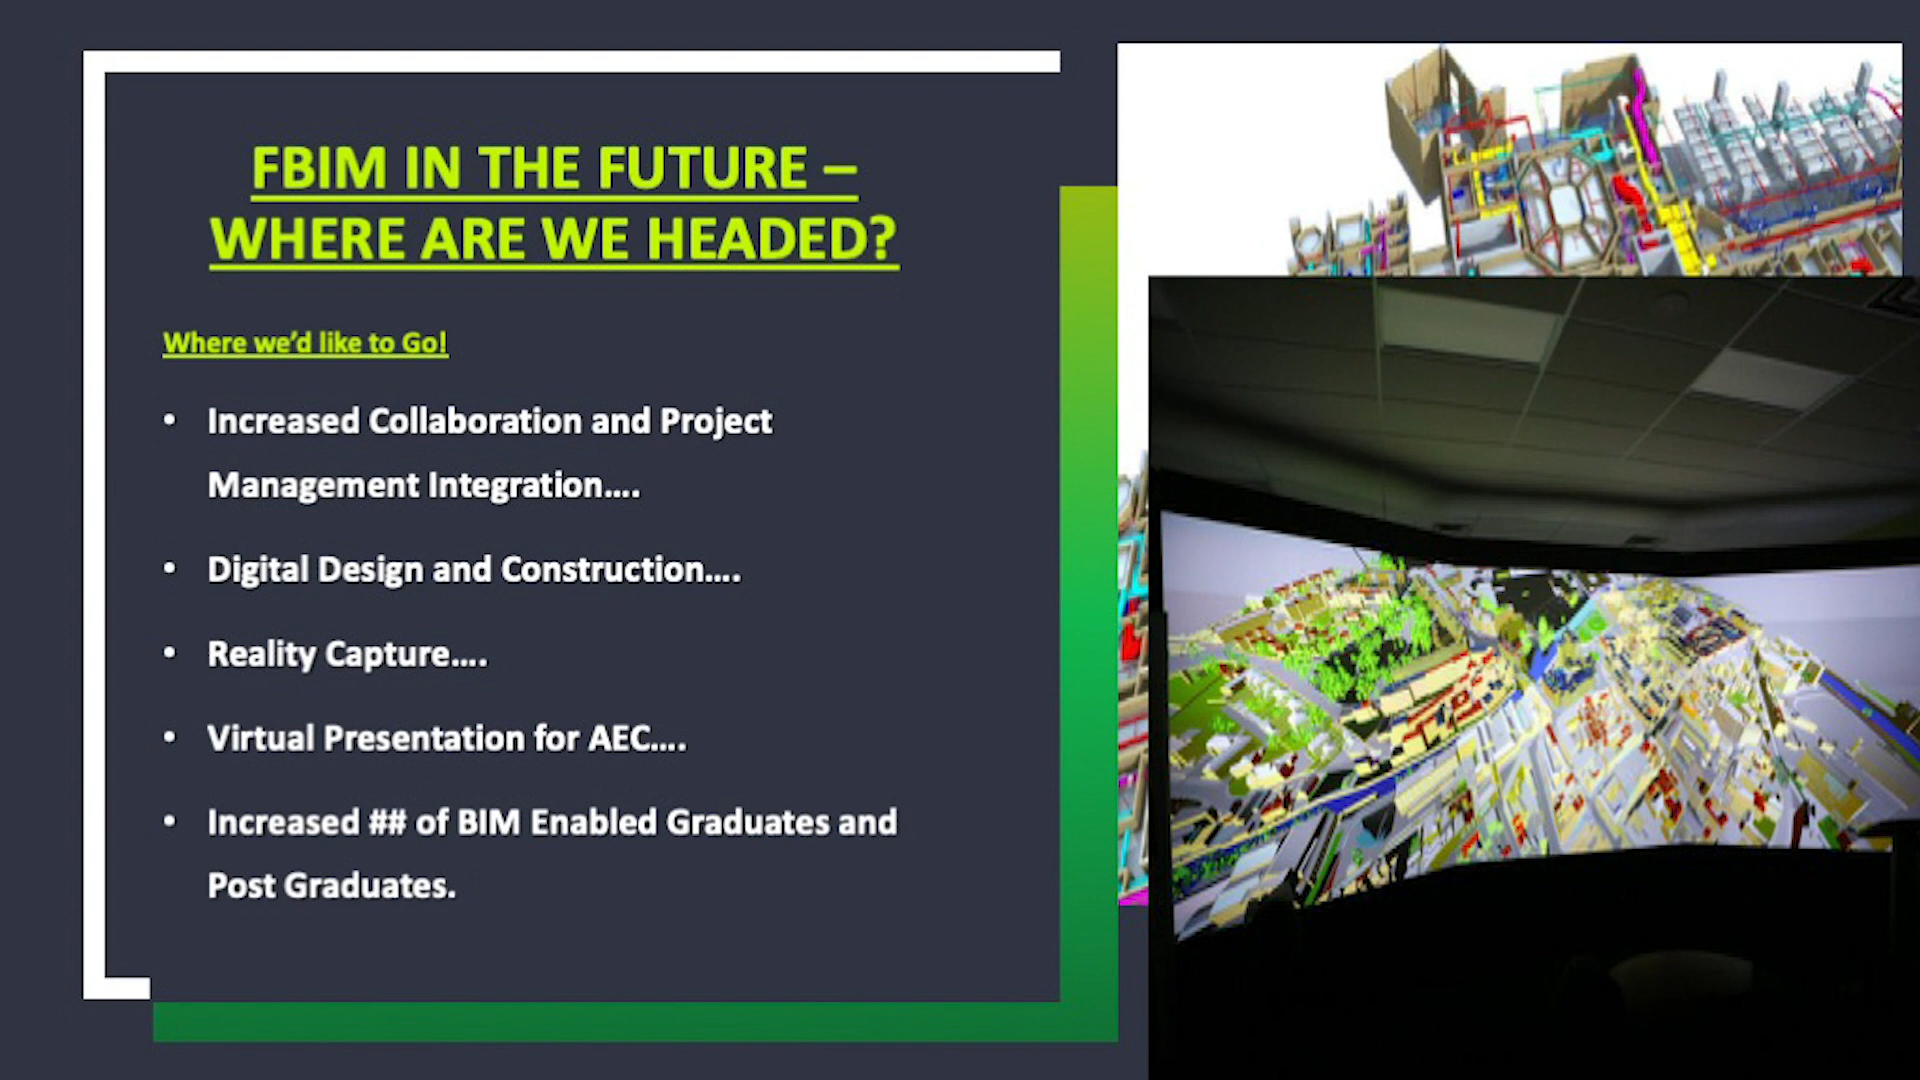 FBIM IN THE FUTURE –
WHERE ARE WE HEADED?
Where we’d like to Go!
• Increased Collaboration and Project
Management Integration....
• Digital Design and Construction....
• Reality Capture....
• Virtual Presentation for AEC....
• Increased ## of BIM Enabled Graduates and
Post Graduates.